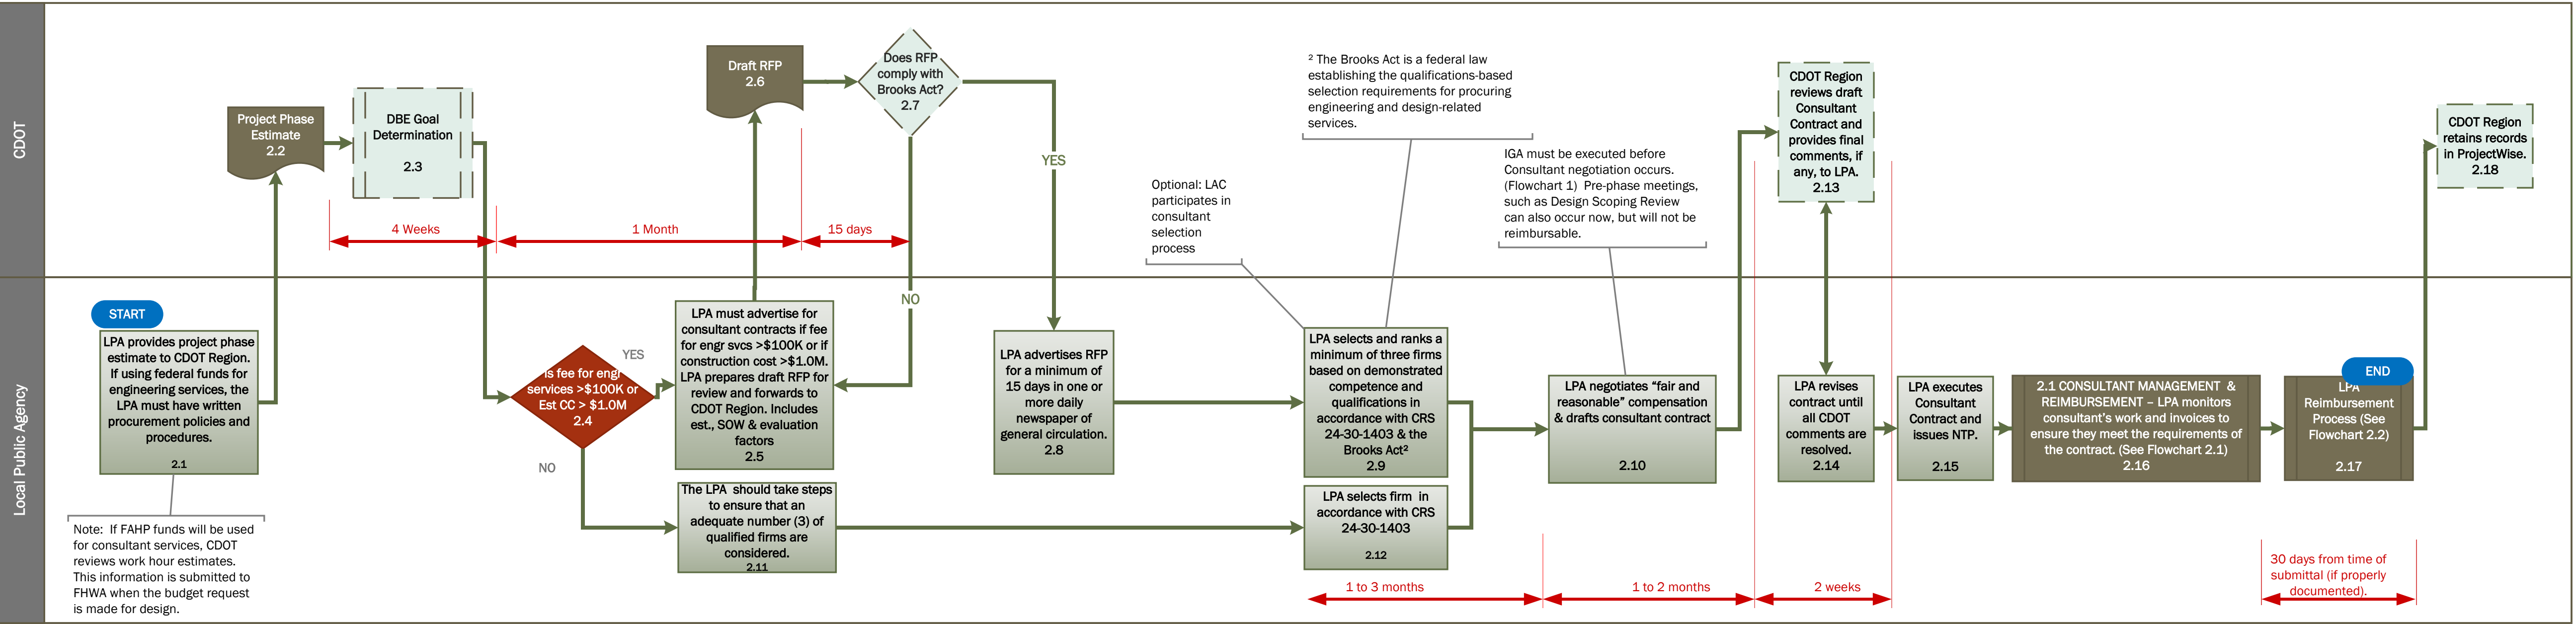 CDOT
Project Phase
Estimate
2.2
DBE Goal
Determination
2.3
4 Weeks
1 Month
15 days
Draft RFP
2.6
Does RFP
comply with
Brooks Act?
2.7
YES
NO
Optional: LAC
participates in
consultant
selection
process
² The Brooks Act is a federal law
establishing the qualifications-based
selection requirements for procuring
engineering and design-related
services.
IGA must be executed before
Consultant negotiation occurs.
(Flowchart 1)  Pre-phase meetings,
such as Design Scoping Review
can also occur now, but will not be
reimbursable.
CDOT Region
reviews draft
Consultant
Contract and
provides final
comments, if
any, to LPA.
2.13
CDOT Region
retains records
in ProjectWise.
2.18
Local Public Agency
START
LPA provides project phase
estimate to CDOT Region.
If using federal funds for
engineering services, the
LPA must have written
procurement policies and
procedures.
2.1
Note:  If FAHP funds will be used
for consultant services, CDOT
reviews work hour estimates.
This information is submitted to
FHWA when the budget request
is made for design.
Is fee for engr
services >$100K or
Est CC > $1.0M
2.4
YES
NO
LPA must advertise for
consultant contracts if fee
for engr svcs >$100K or if
construction cost >$1.0M.
LPA prepares draft RFP for
review and forwards to
CDOT Region. Includes
est., SOW & evaluation
factors
2.5
The LPA  should take steps
to ensure that an
adequate number (3) of
qualified firms are
considered.
2.11
LPA advertises RFP
for a minimum of
15 days in one or
more daily
newspaper of
general circulation.
2.8
LPA selects and ranks a
minimum of three firms
based on demonstrated
competence and
qualifications in
accordance with CRS
24-30-1403 & the
Brooks Act²
2.9
LPA selects firm  in
accordance with CRS
24-30-1403
2.12
LPA negotiates “fair and
reasonable” compensation
& drafts consultant contract
2.10
LPA revises
contract until
all CDOT
comments are
resolved.
2.14
LPA executes
Consultant
Contract and
issues NTP.
2.15
2.1 CONSULTANT MANAGEMENT  &
REIMBURSEMENT – LPA monitors
consultant’s work and invoices to
ensure they meet the requirements of
the contract. (See Flowchart 2.1)
2.16
END
LPA
Reimbursement
Process (See
Flowchart 2.2)
2.17
1 to 3 months
1 to 2 months
2 weeks
30 days from time of
submittal (if properly
documented).